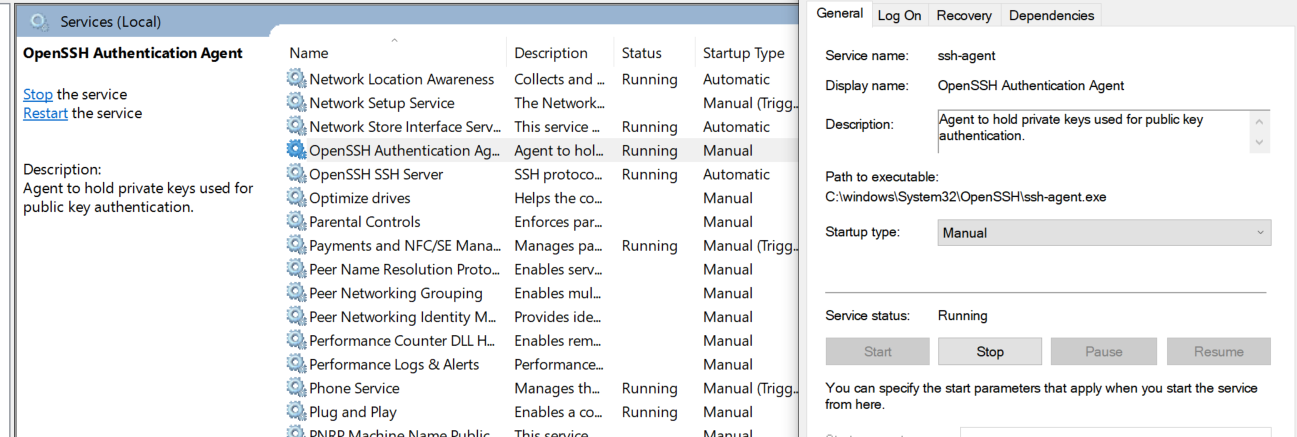 Services (Local)
OpenSSH Authentication Agent
Stop the service
Restart the service
Description:
Agent to hold private keys used for
public key authentication.
Name Description Status Startup Type
Network Location Awareness Collects and ... Running Automatic
Network Setup Service The Network... Manual (Trigg...
Network Store Interface Serv... This service ... Running Automatic
OpenSSH Authentication Ag... Agent to hol... Running Manual
OpenSSH SSH Server SSH protoco... Running Automatic
Optimize drives Helps the co... Manual
Parental Controls Enforces par... Manual
Payments and NFC/SE Mana... Manages pa... Running Manual (Trigg...
Peer Name Resolution Proto... Enables serv... Manual
Peer Networking Grouping Enables mul... Manual
Peer Networking Identity M... Provides ide... Manual
Performance Counter DLL H... Enables rem... Manual
Performance Logs & Alerts Performance... Manual
Phone Service Manages th... Running Manual (Trigg...
Plug and Play Enables a co... Running Manual
PNRP Machine Name Public... This service ... Manual
General Log On Recovery Dependencies
Service name: ssh-agent
Display name: OpenSSH Authentication Agent
Description: Agent to hold private keys used for public key
authentication.
Path to executable:
C:\windows\System32\OpenSSH\ssh-agent.exe
Startup type: Manual
Service status: Running
Start Stop Pause Resume
You can specify the start parameters that apply when you start the service
from here.